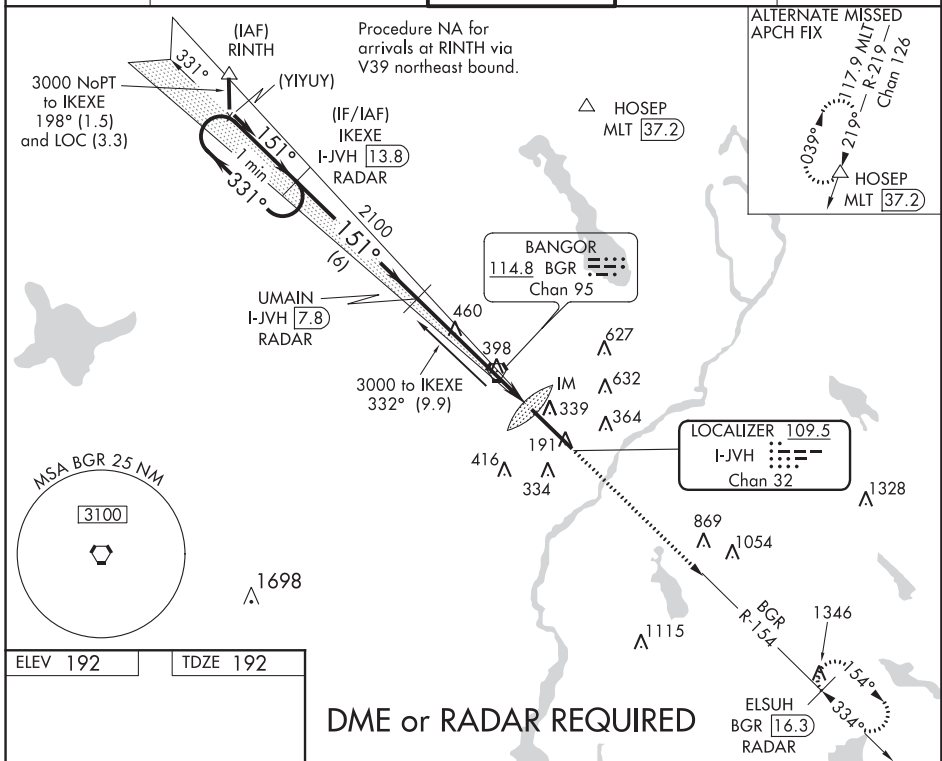 (IAF)
RINTH
Procedure NA for
arrivals at RINTH via
V39 northeast bound.
ALTERNATE MISSED
APCH FIX
117.9 MLT
R-219
Chan 126
219°
039°
HOSEP
MLT 37.2
331°
3000 NoPT
to IKEXE
198° (1.5)
and LOC (3.3)
(YIYUY)
(IF/IAF)
IKEXE
I-JVH 13.8
RADAR
HOSEP
MLT 37.2
151°
1 min
331°
2100
151°
(6)
BANGOR
114.8 BGR
Chan 95
UMAIN
I-JVH 7.8
RADAR
460
398
627
3000 to IKEXE
332° (9.9)
IM
632
339
364
191
416
334
LOCALIZER 109.5
I-JVH
Chan 32
1328
MSA BGR 25 NM
3100
869
1054
1698
BGR
R-154
1346
1115
154°
334°
ELSUH
BGR 16.3
RADAR
ELEV 192
TDZE 192
DME or RADAR REQUIRED